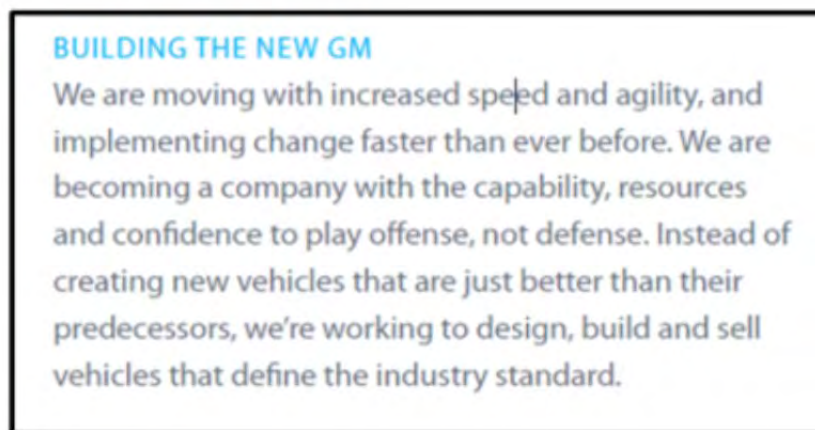 BUILDING THE NEW GM
We are moving with increased speed and agility, and
implementing change faster than ever before. We are
becoming a company with the capability, resources
and confidence to play offense, not defense. Instead of
creating new vehicles that are just better than their
predecessors, we're working to design, build and sell
vehicles that define the industry standard.